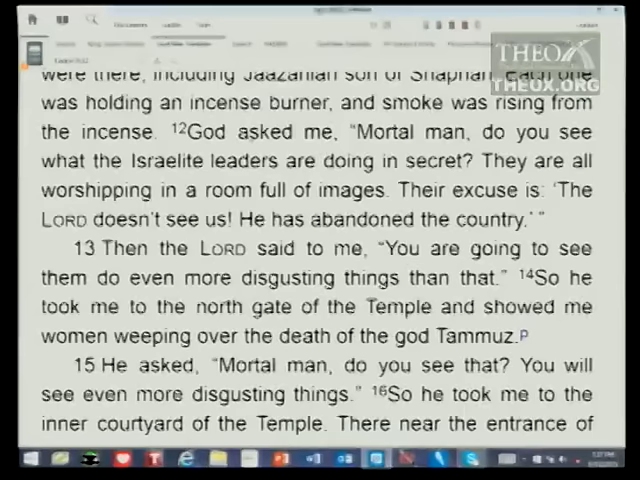 THEOX
THEOX.ORG
were there, including Jaazaniah son of Shaphan. Each one
was holding an incense burner, and smoke was rising from
the incense. 12God asked me, “Mortal man, do you see
what the Israelite leaders are doing in secret? They are all
worshipping in a room full of images. Their excuse is: ‘The
LORD doesn’t see us! He has abandoned the country.’ ”
13 Then the LORD said to me, “You are going to see
them do even more disgusting things than that.” 14So he
took me to the north gate of the Temple and showed me
women weeping over the death of the god Tammuz.p
15 He asked, “Mortal man, do you see that? You will
see even more disgusting things.” 16So he took me to the
inner courtyard of the Temple. There near the entrance of